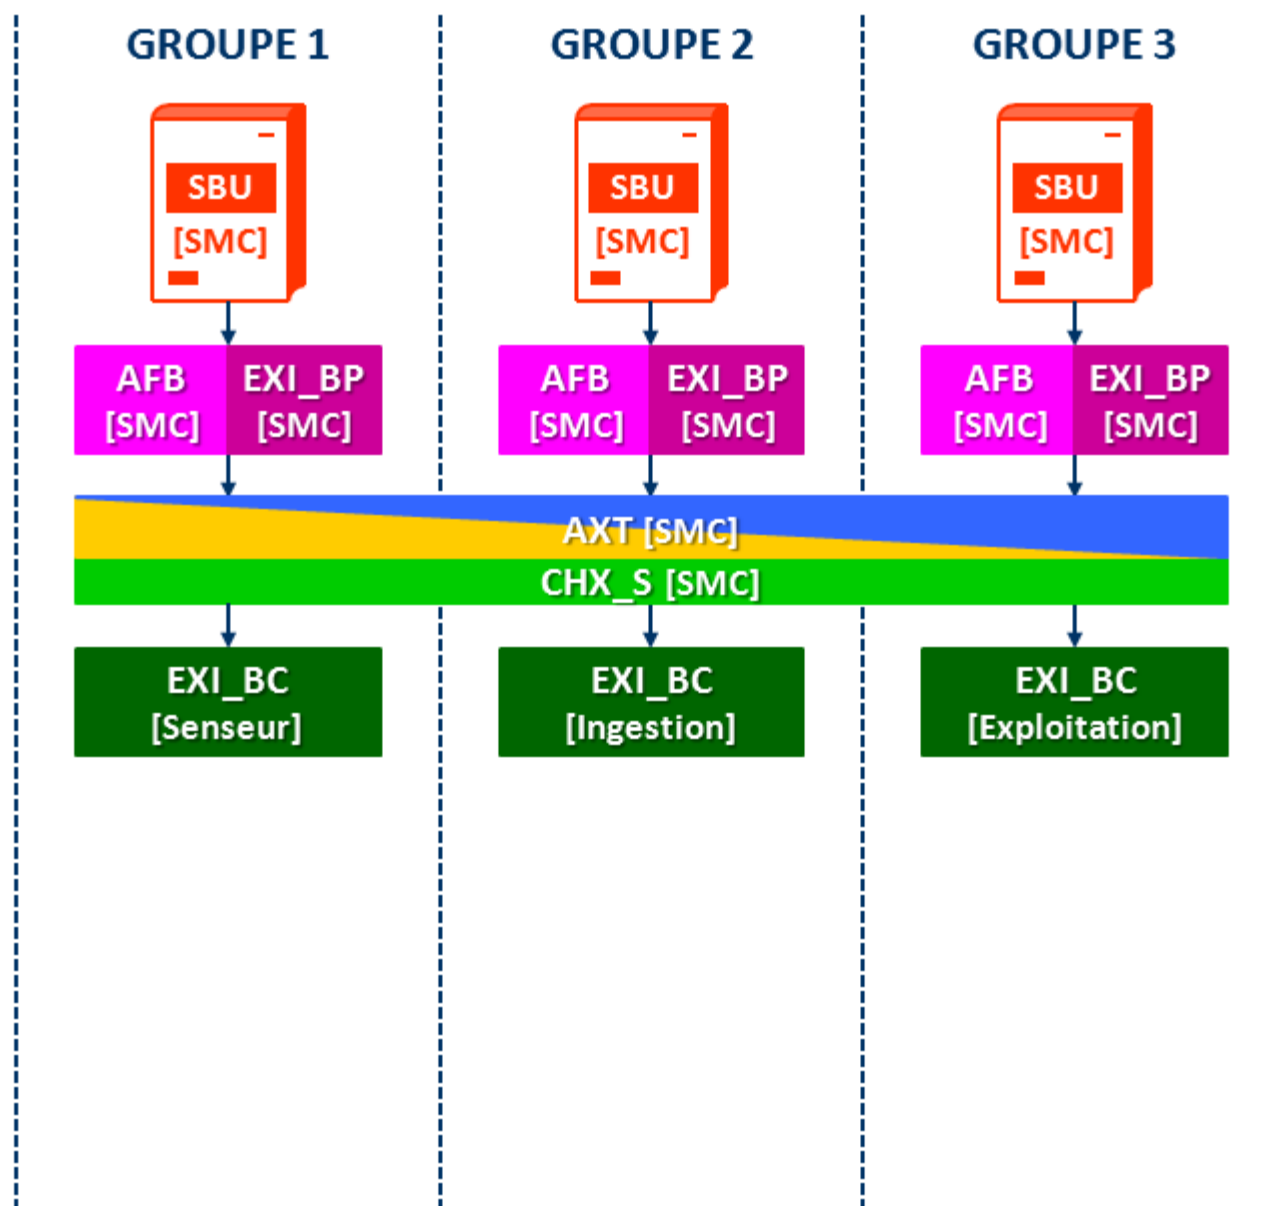 GROUPE 1
GROUPE 2
GROUPE 3
SBU
[SMC]
SBU
[SMC]
SBU
[SMC]
AFB
[SMC]
EXI_BP
[SMC]
AFB
[SMC]
EXI_BP
[SMC]
AFB
[SMC]
EXI_BP
[SMC]
AXT [SMC]
CHX_S [SMC]
EXI_BC
[Senseur]
EXI_BC
[Ingestion]
EXI_BC
[Exploitation]